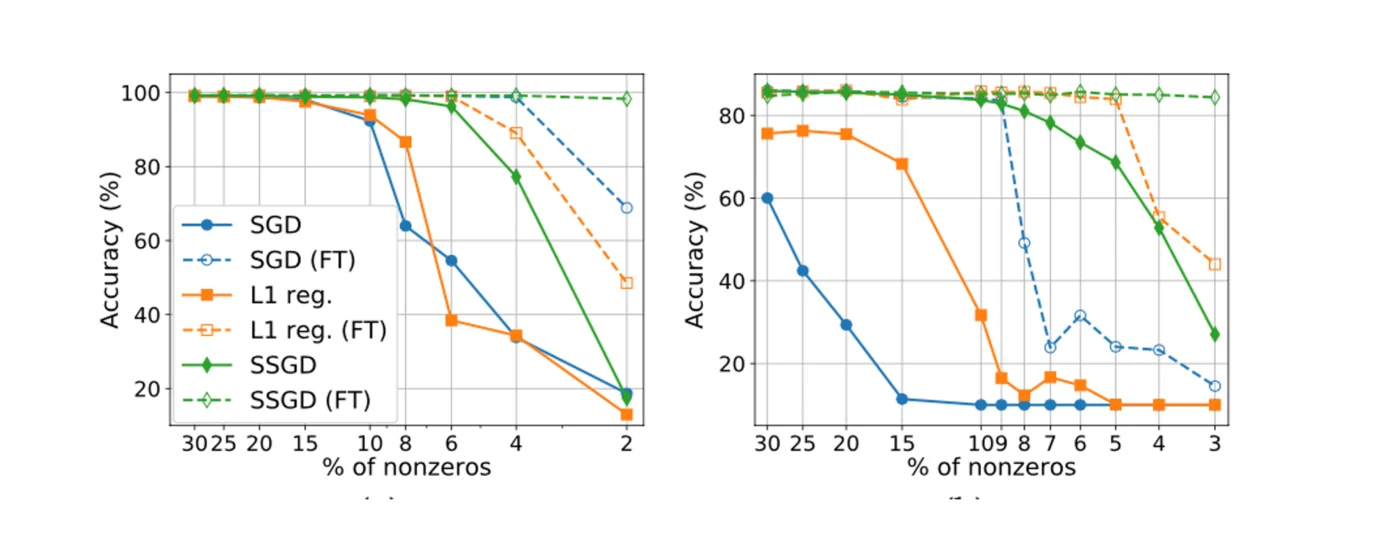 100
80
60
40
20
Accuracy (%)
SGD
SGD (FT)
L1 reg.
L1 reg. (FT)
SSGD
SSGD (FT)
30 25 20 15 10 8 6 4 2
% of nonzeros
80
60
40
20
Accuracy (%)
30 25 20 15 10 9 8 7 6 5 4 3
% of nonzeros